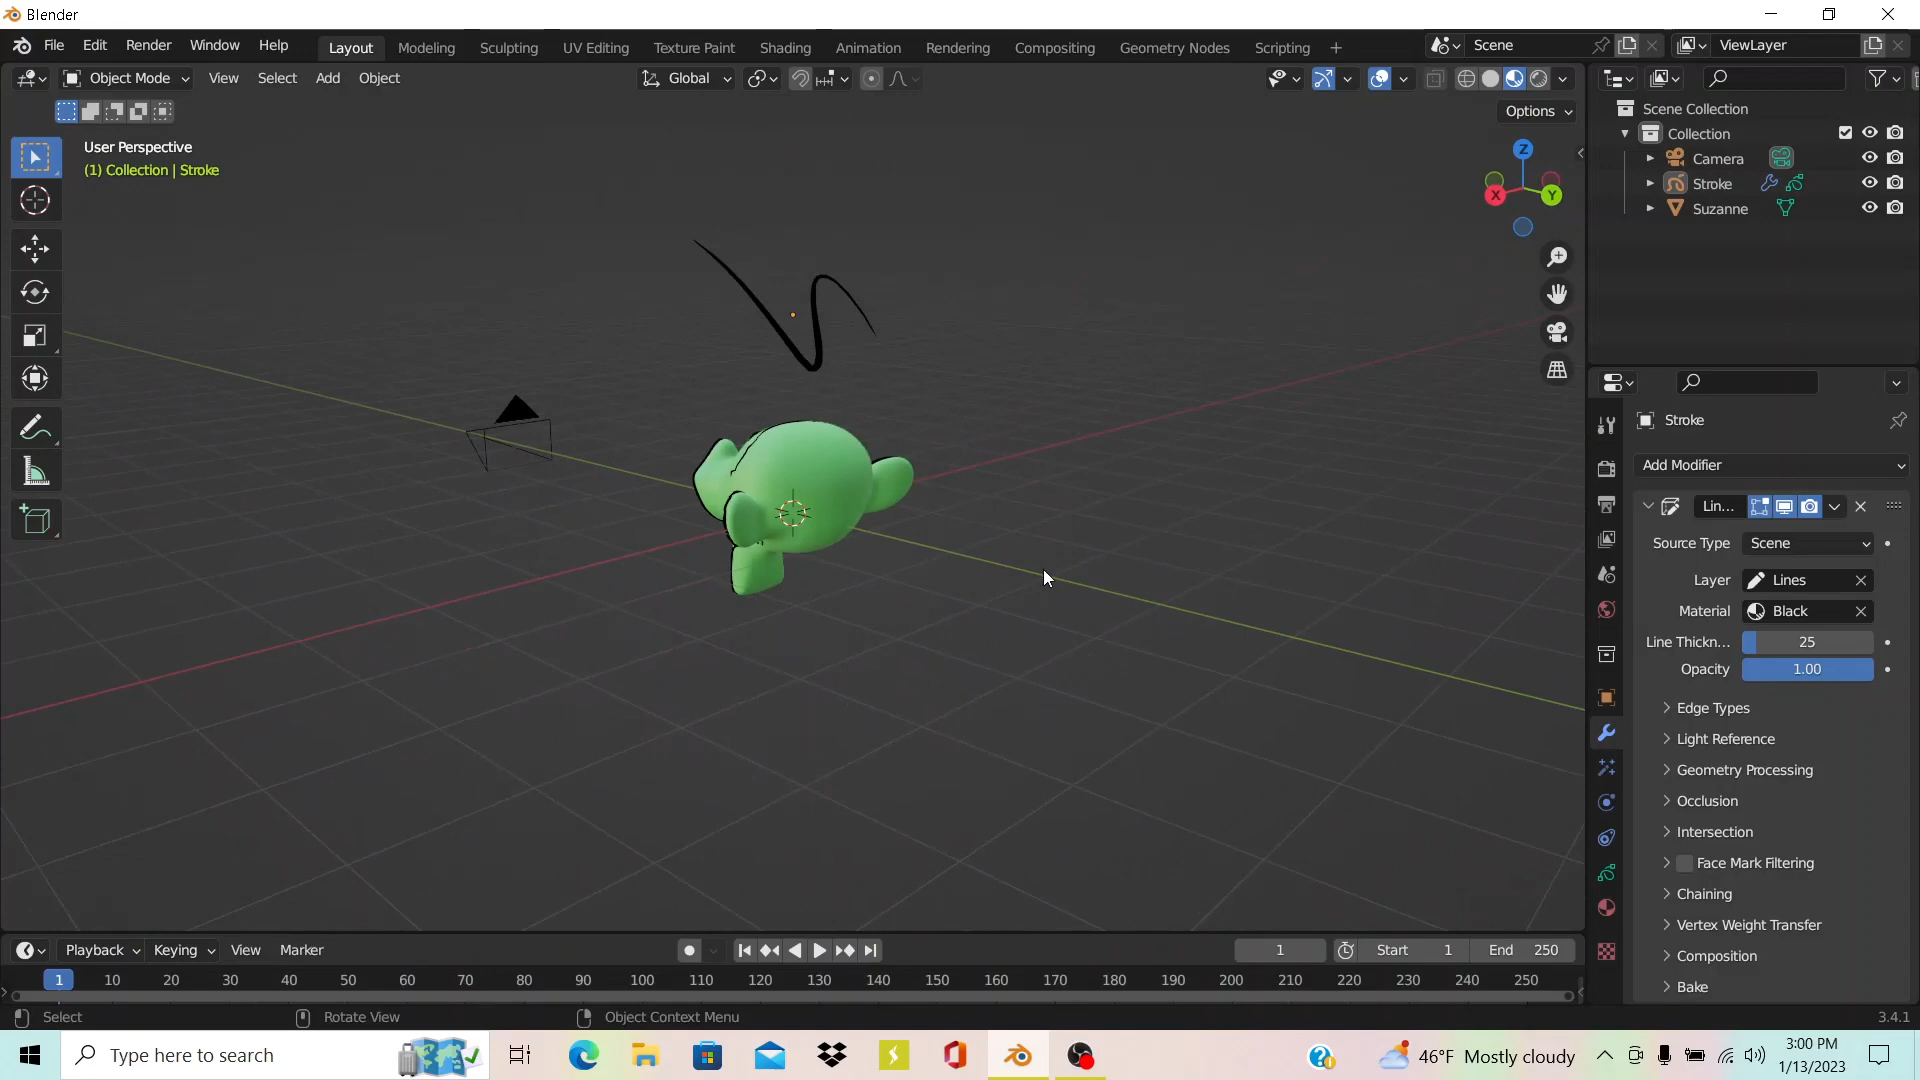 Blender
File Edit Render Window Help Layout Modeling Sculpting UV Editing Texture Paint Shading Animation Rendering Compositing Geometry Nodes Scripting + Scene ViewLayer
Object Mode View Select Add Object Global
Options
User Perspective
(1) Collection | Stroke
Z
X Y
Scene Collection
Collection
Camera
Stroke
Suzanne
Stroke
Add Modifier
Lin...
Source Type Scene
Layer Lines
Material Black
Line Thickn... 25
Opacity 1.00
Edge Types
Light Reference
Geometry Processing
Occlusion
Intersection
Face Mark Filtering
Chaining
Vertex Weight Transfer
Composition
Bake
Playback Keying View Marker 1 Start 1 End 250
1 10 20 30 40 50 60 70 80 90 100 110 120 130 140 150 160 170 180 190 200 210 220 230 240 250
Select Rotate View Object Context Menu 3.4.1
Type here to search 46°F Mostly cloudy 3:00 PM
1/13/2023